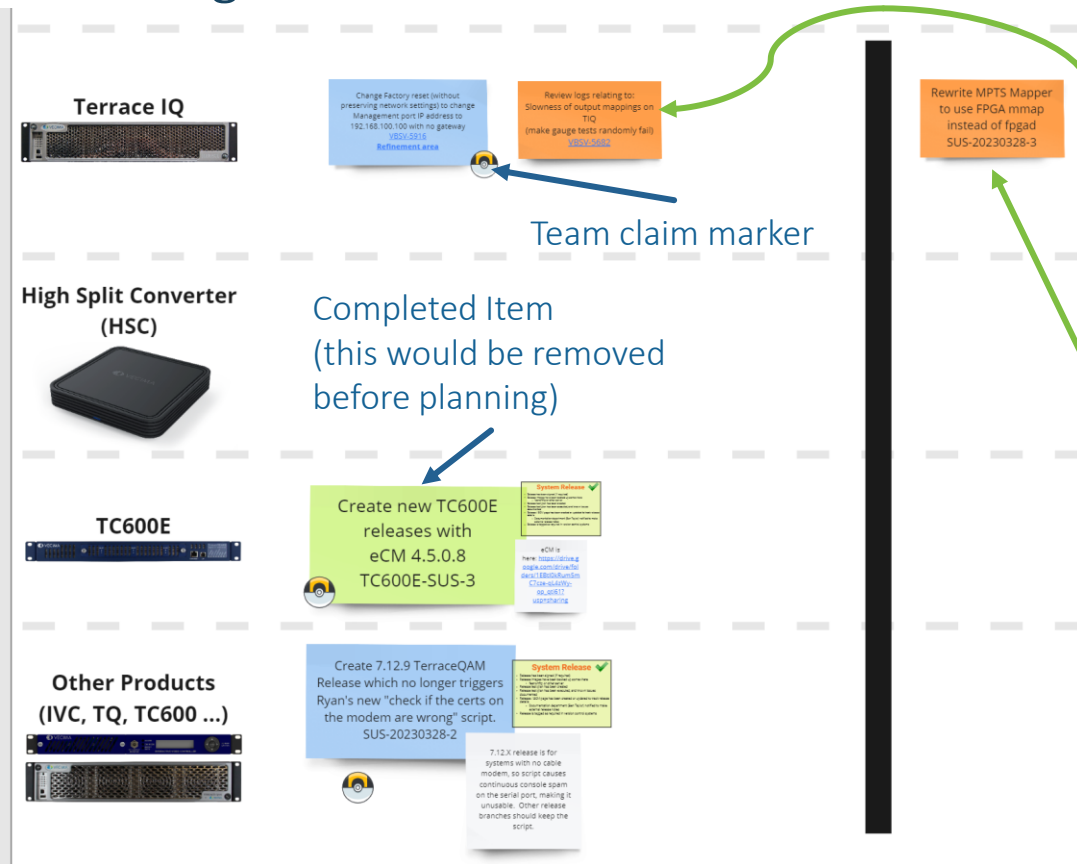 Terrace IQ
Change Factory reset (without
preserving network settings) to change
Management port IP address to
192.168.100.100 with no gateway
VBSV-5916
Refinement area
Review logs relating to:
Slowness of output mappings on
TIQ
(make gauge tests randomly fail)
VBSV-5682
Rewrite MPTS Mapper
to use FPGA mmap
instead of fpgad
SUS-20230328-3
Team claim marker
High Split Converter
(HSC)
Completed Item
(this would be removed
before planning)
TC600E
Create new TC600E
releases with
eCM 4.5.0.8
TC600E-SUS-3
System Release
eCM is
here: https://drive.g
oogle.com/drive/fol
Other Products
(IVC, TQ, TC600 ...)
Create 7.12.9 TerraceQAM
Release which no longer triggers
Ryan's new "check if the certs on
the modem are wrong" script.
SUS-20230328-2
System Release
7.12.X release is for
systems with no cable
modem, so script causes
continuous console spam
on the serial port, making it
unusable. Other release
branches should keep the
script.